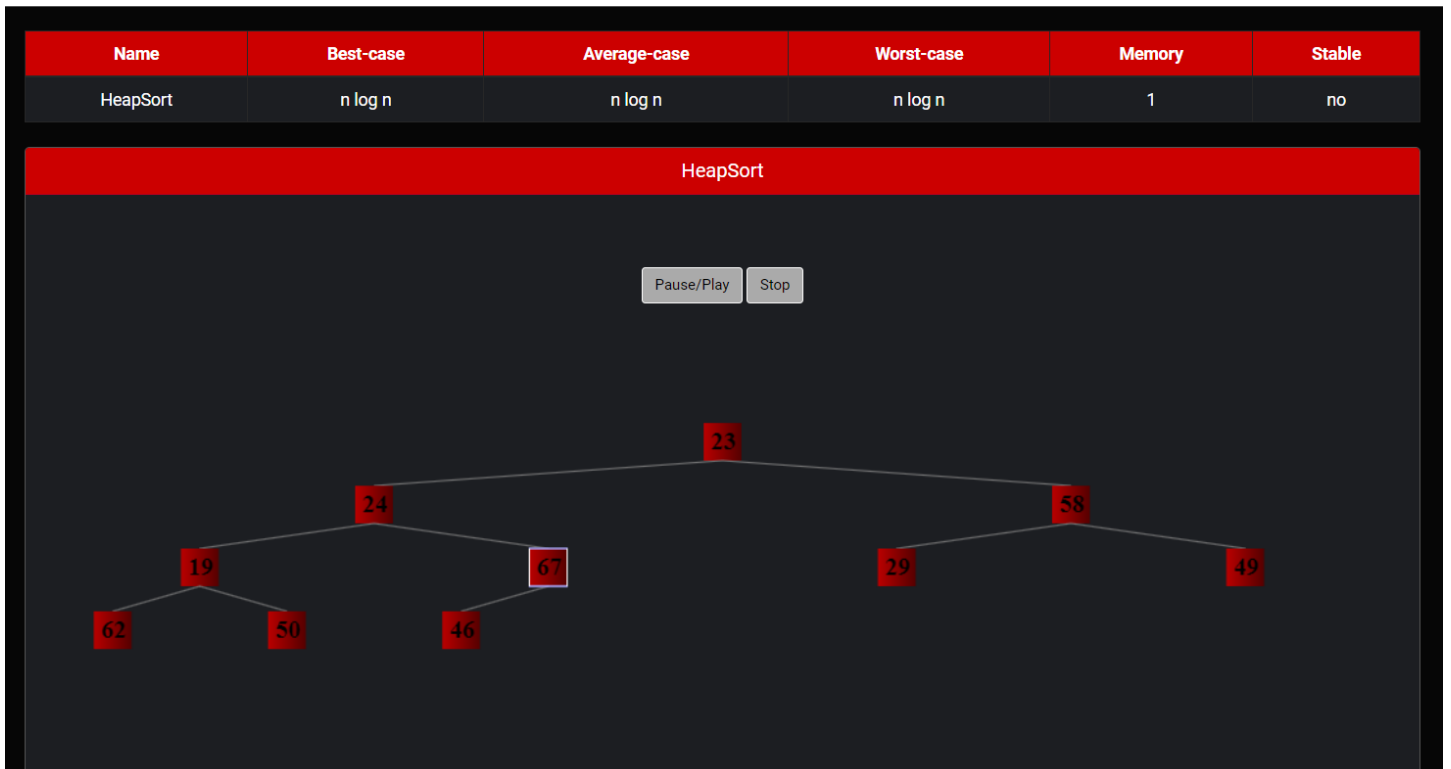 Name Best-case Average-case Worst-case Memory Stable
HeapSort n log n n log n n log n 1 no
HeapSort
Pause/Play Stop
23
24 58
19 67 29 49
62 50 46